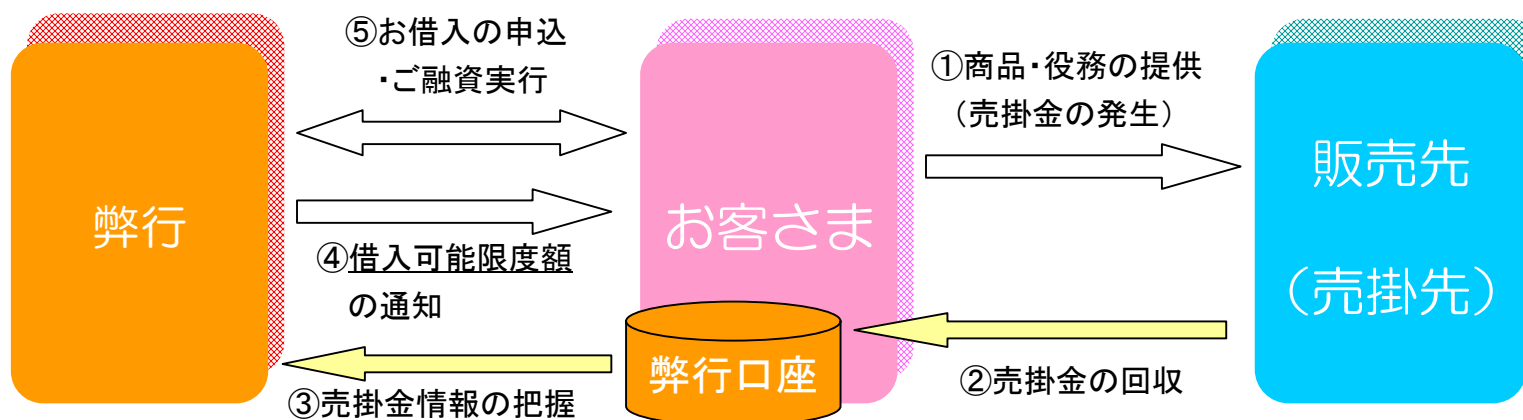 ⑤お借入の申込
・ご融資実行
①商品・役務の提供
（売掛金の発生）
弊行
お客さま
販売先
（売掛先）
④借入可能限度額
の通知
弊行口座
②売掛金の回収
③売掛金情報の把握